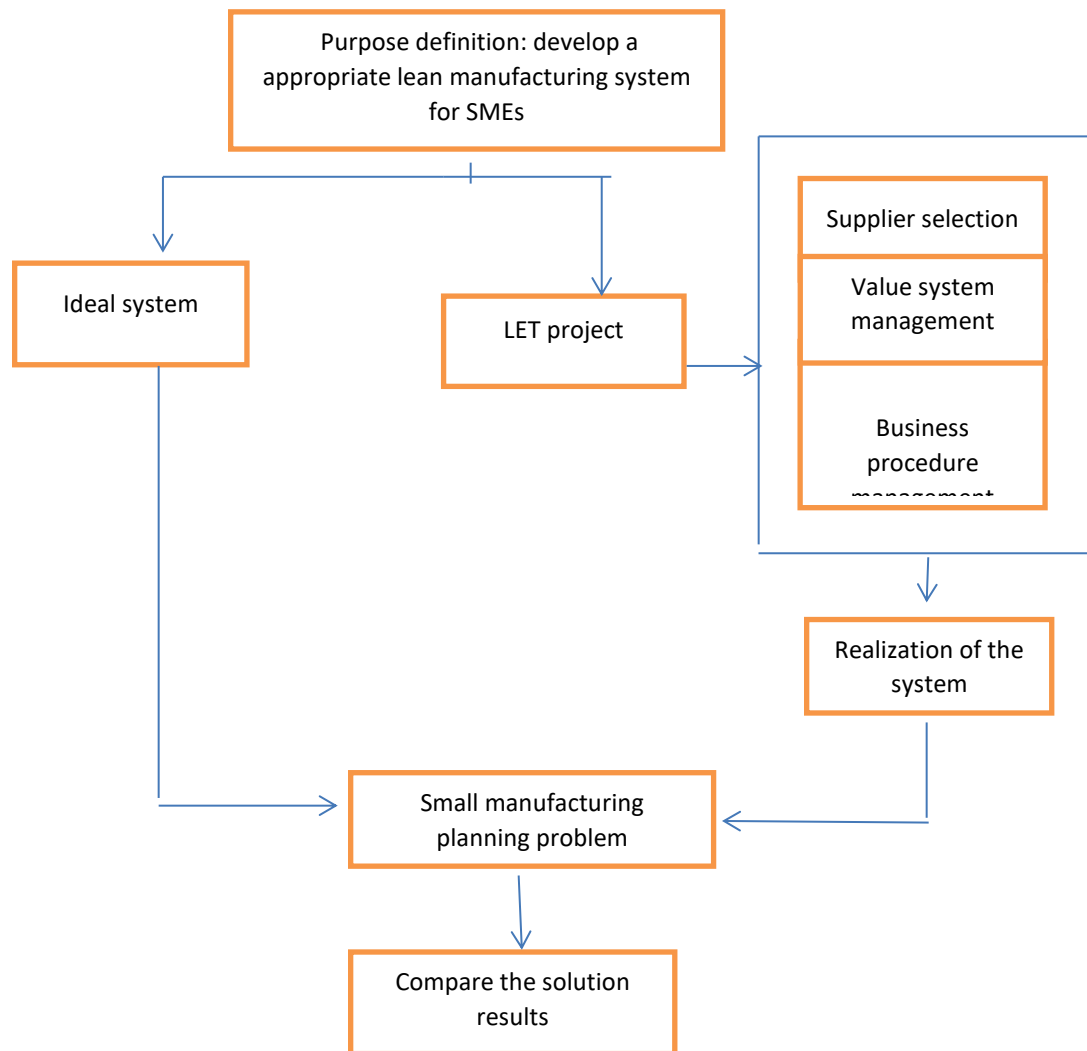 Purpose definition: develop a
appropriate lean manufacturing system
for SMEs
Supplier selection
Ideal system
Value system
management
LET project
Business
procedure
management
Realization of the
system
Small manufacturing
planning problem
Compare the solution
results